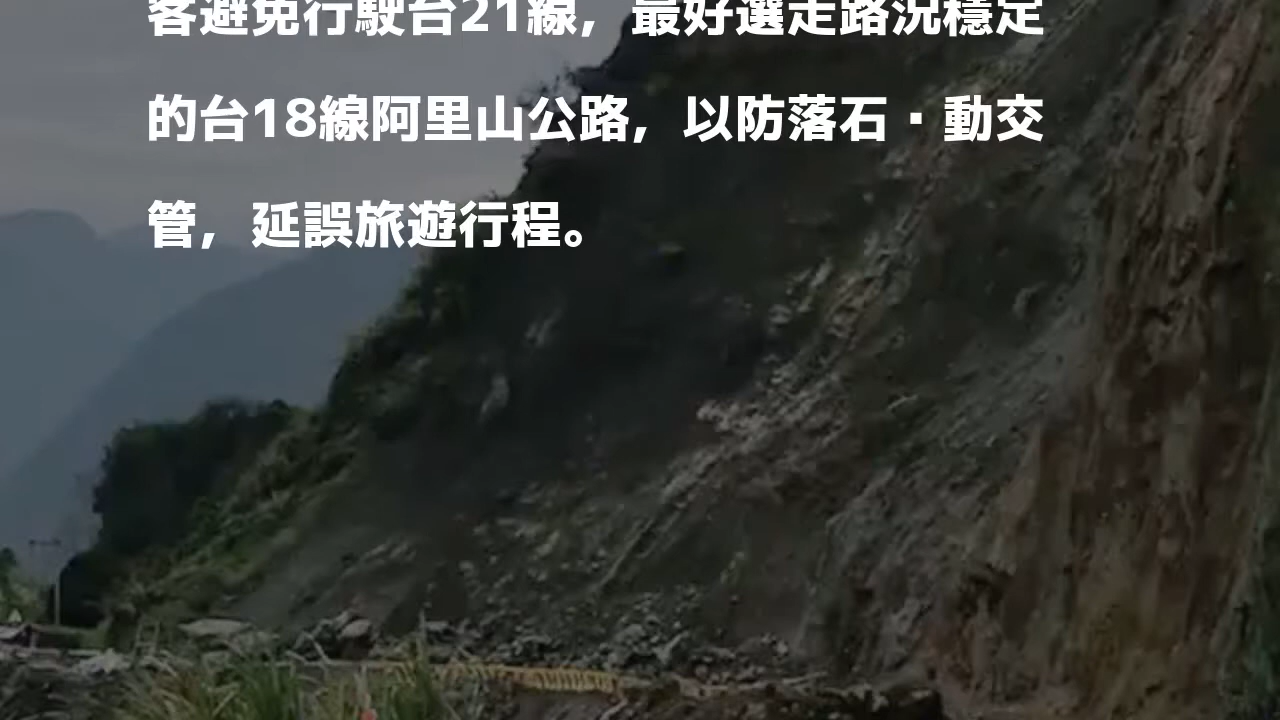 客避免行駛台21線，最好選走路況穩定
的台18線阿里山公路，以防落石▪動交
管，延誤旅遊行程。